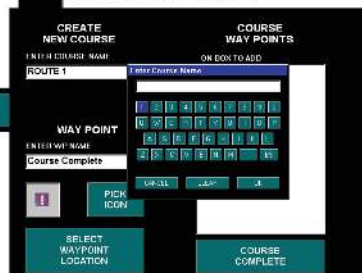 CREATE
NEW COURSE
ENTER COURSE NAME
ROUTE 1
WAY POINT
ENTER WP NAME
Course Complete
!
PICK
ICON
SELECT
WAYPOINT
LOCATION
COURSE
WAY POINTS
ON BOX TO ADD
Enter Course Name
CANCEL
CLEAR
OK
COURSE
COMPLETE